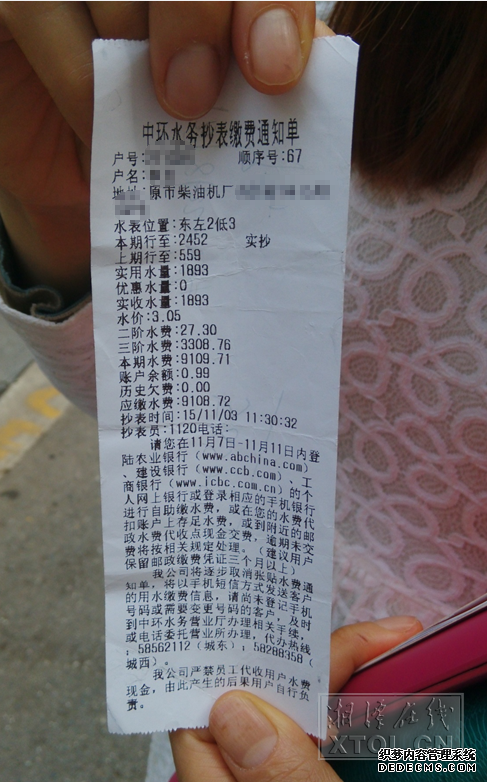 中环水务抄表缴费通知单
户号: 顺序号:67
户名:
地址:原市柴油机厂
水表位置:东左2低3
本期行至:2452 实抄
上期行至:559
实用水量:1893
优惠水量:0
实收水量:1893
水价:3.05
二阶水费:27.30
三阶水费:3308.76
本期水费:9109.71
账户余额:0.99
历史欠费:0.00
应缴水费:9108.72
抄表时间:15/11/03 11:30:32
抄表员:1120电话:
请您在11月7日-11月11日内登
陆农业银行(www.abchina.com)
、建设银行(www.ccb.com)、工
商银行(www.icbc.com.cn)的个
人网上银行或登录相应的手机银行
进行自助缴水费,或在您的水费代
扣账户上存足水费,或到附近的邮
政水费代收点现金交费,逾期未交
费将按相关规定处理。(建议用户
保留邮政缴费凭证三个月以上)
我公司将逐步取消张贴水费通
知单,将以手机短信方式发送客户
的用水缴费信息,请尚未登记手机
号码或需要变更号码的客户,及时
到中环水务营业厅办理相关手续,
或电话委托营业所办理,代办热线
:58562112(城东);58288358(
城西)。
我公司严禁员工代收用户水费
现金,由此产生的后果用户自行负
责。
湘潭在线
XTOL.CN
织梦内容管理系统
DEDECMS.COM